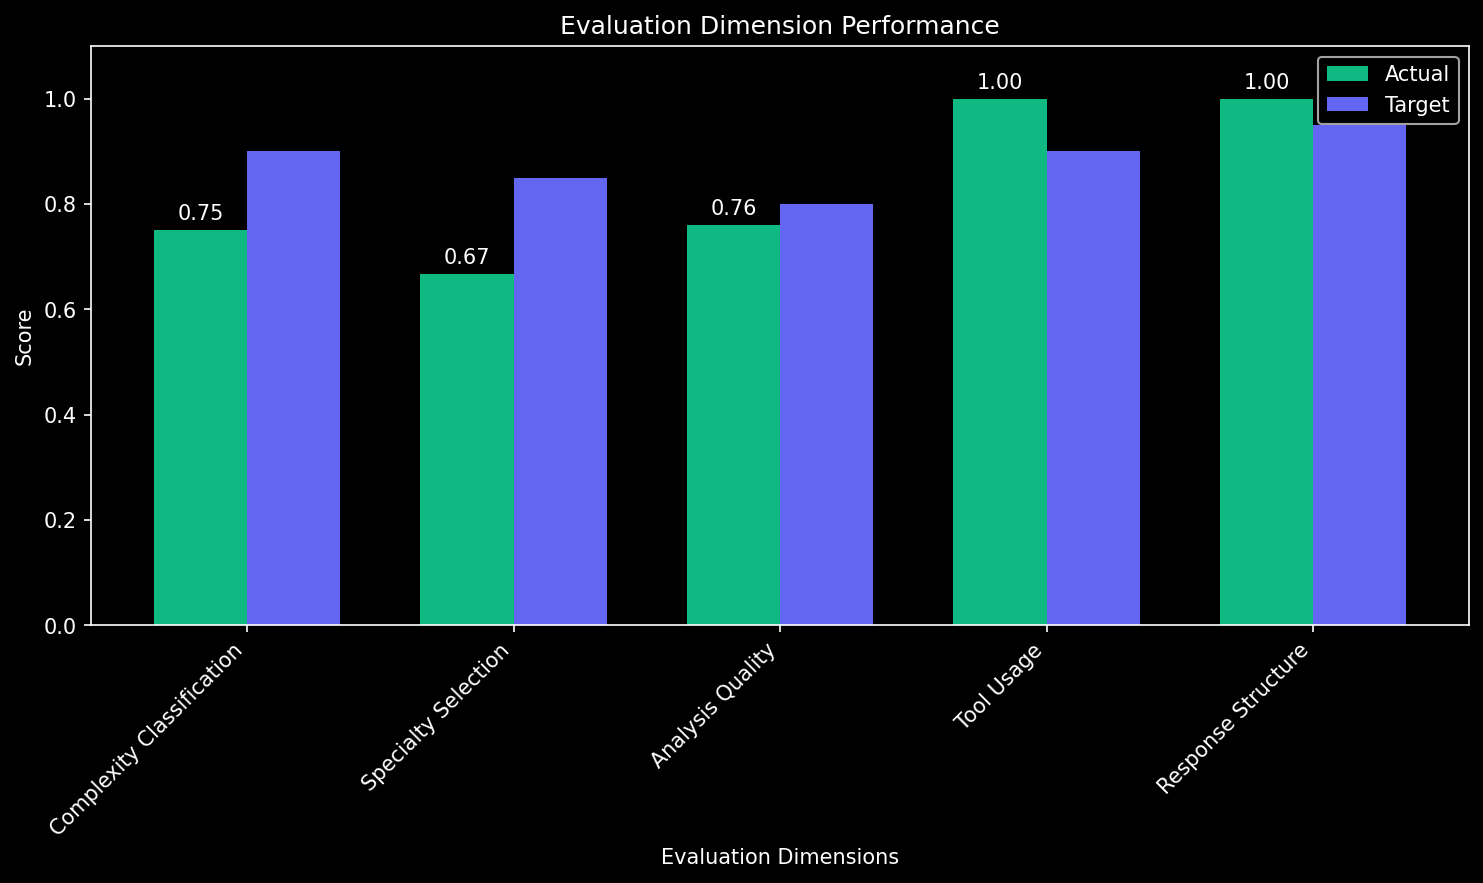 Evaluation Dimension Performance
Actual
Target
1.00
1.00
0.75
0.67
0.76
1.0
0.8
0.6
0.4
0.2
0.0
Score
Complexity Classification
Specialty Selection
Analysis Quality
Tool Usage
Response Structure
Evaluation Dimensions